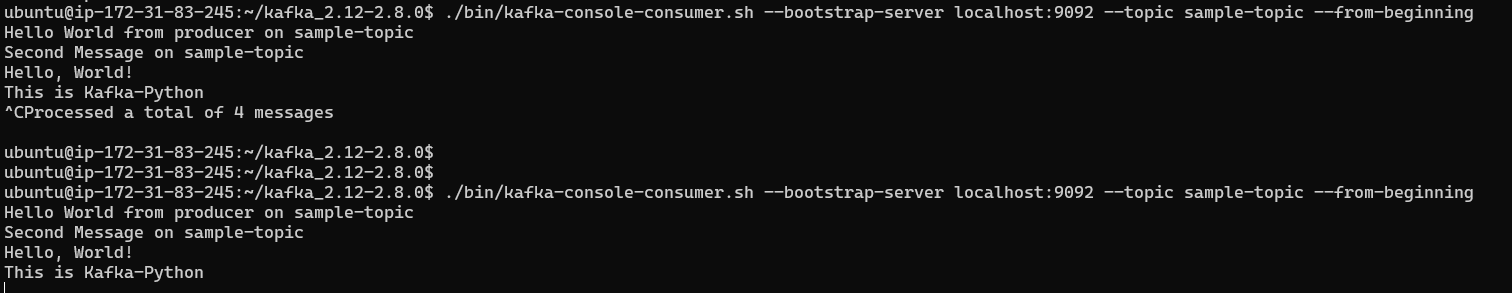 ubuntu@ip-172-31-83-245:~/kafka_2.12-2.8.0$ ./bin/kafka-console-consumer.sh --bootstrap-server localhost:9092 --topic sample-topic --from-beginning
Hello World from producer on sample-topic
Second Message on sample-topic
Hello, World!
This is Kafka-Python
^CProcessed a total of 4 messages
ubuntu@ip-172-31-83-245:~/kafka_2.12-2.8.0$
ubuntu@ip-172-31-83-245:~/kafka_2.12-2.8.0$
ubuntu@ip-172-31-83-245:~/kafka_2.12-2.8.0$ ./bin/kafka-console-consumer.sh --bootstrap-server localhost:9092 --topic sample-topic --from-beginning
Hello World from producer on sample-topic
Second Message on sample-topic
Hello, World!
This is Kafka-Python